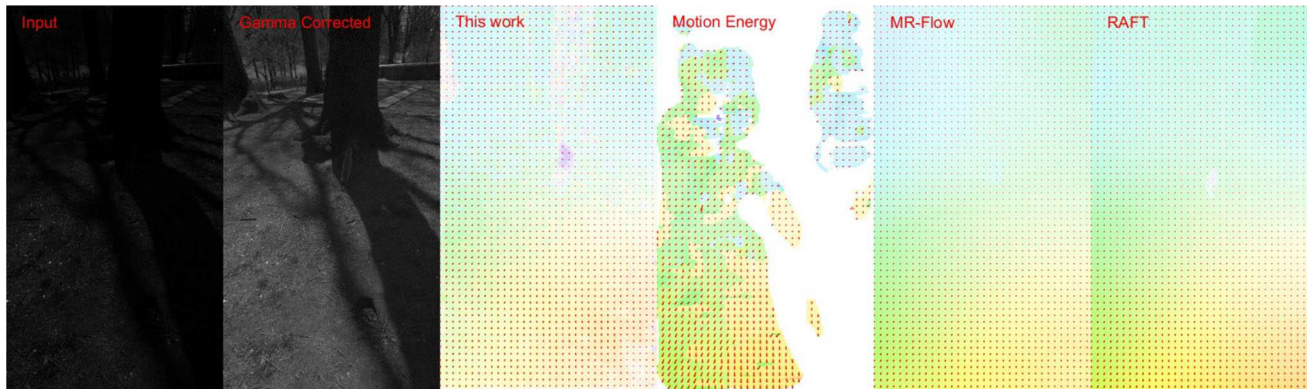 Input
Gamma Corrected
This work
Motion Energy
MR-Flow
RAFT